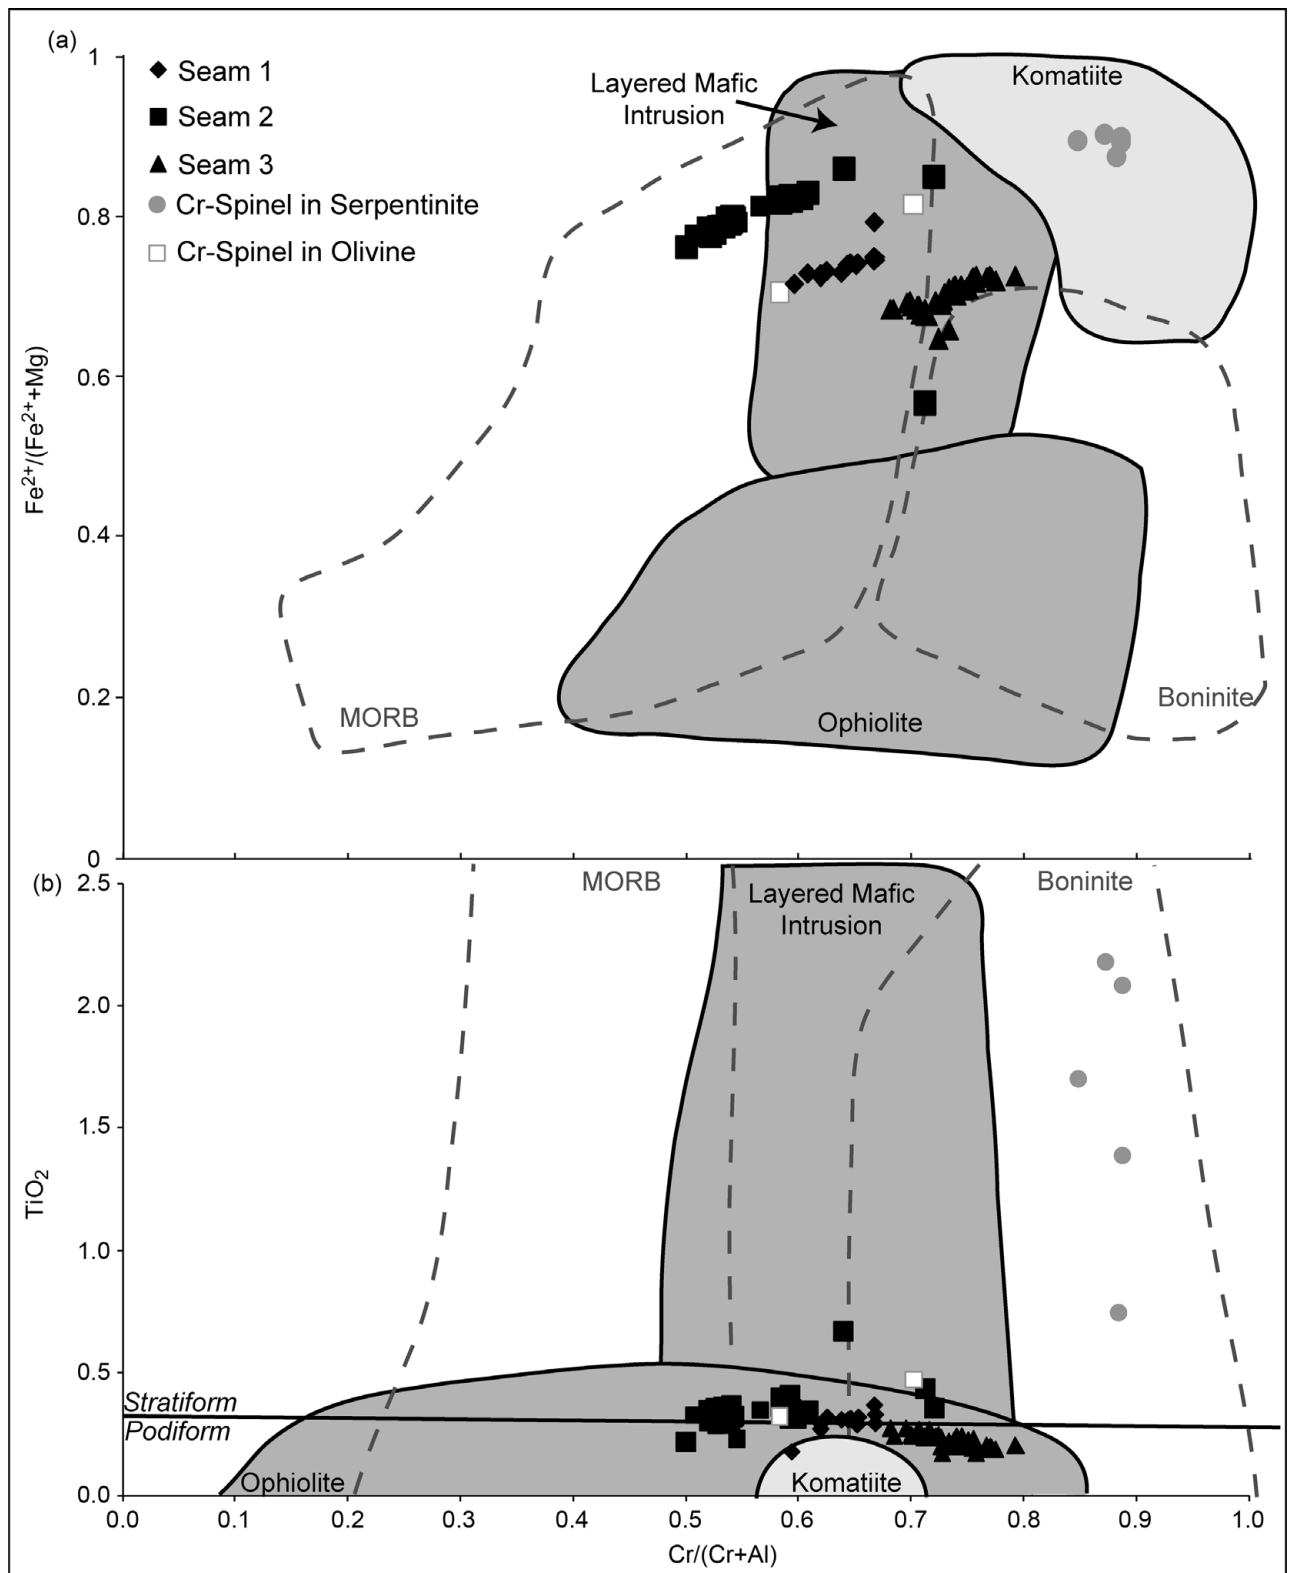 (a)
Seam 1
Seam 2
Seam 3
Cr-Spinel in Serpentinite
Cr-Spinel in Olivine
Layered Mafic
Intrusion
Komatiite
MORB
Ophiolite
Boninite
Fe²⁺/(Fe²⁺+Mg)
1
0.8
0.6
0.4
0.2
0
(b)
MORB
Layered Mafic
Intrusion
Boninite
Stratiform
Podiform
Ophiolite
Komatiite
TiO₂
2.5
2.0
1.5
1.0
0.5
0.0
0.0 0.1 0.2 0.3 0.4 0.5 0.6 0.7 0.8 0.9 1.0
Cr/(Cr+Al)